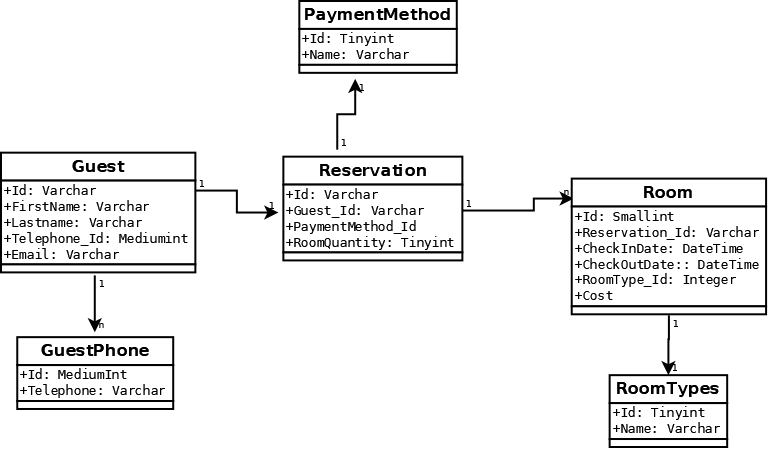 PaymentMethod
+Id: Tinyint
+Name: Varchar
1
1
Guest
+Id: Varchar
+FirstName: Varchar
+Lastname: Varchar
+Telephone_Id: Mediumint
+Email: Varchar
1
1
Reservation
+Id: Varchar
+Guest_Id: Varchar
+PaymentMethod_Id
+RoomQuantity: Tinyint
1
n
Room
+Id: Smallint
+Reservation_Id: Varchar
+CheckInDate: DateTime
+CheckOutDate:: DateTime
+RoomType_Id: Integer
+Cost
1
n
GuestPhone
+Id: MediumInt
+Telephone: Varchar
1
1
RoomTypes
+Id: Tinyint
+Name: Varchar